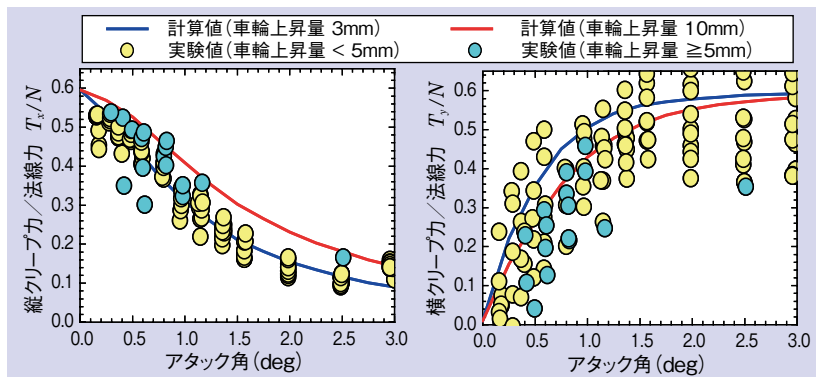 計算値(車輪上昇量 3mm) 計算値(車輪上昇量 10mm)
実験値(車輪上昇量 < 5mm) 実験値(車輪上昇量 ≧5mm)
縦クリープ力/法線力 Tx/N
0.6
0.5
0.4
0.3
0.2
0.1
0.0
0.0 0.5 1.0 1.5 2.0 2.5 3.0
アタック角(deg)
横クリープ力/法線力 Ty/N
0.6
0.5
0.4
0.3
0.2
0.1
0.0
0.0 0.5 1.0 1.5 2.0 2.5 3.0
アタック角(deg)